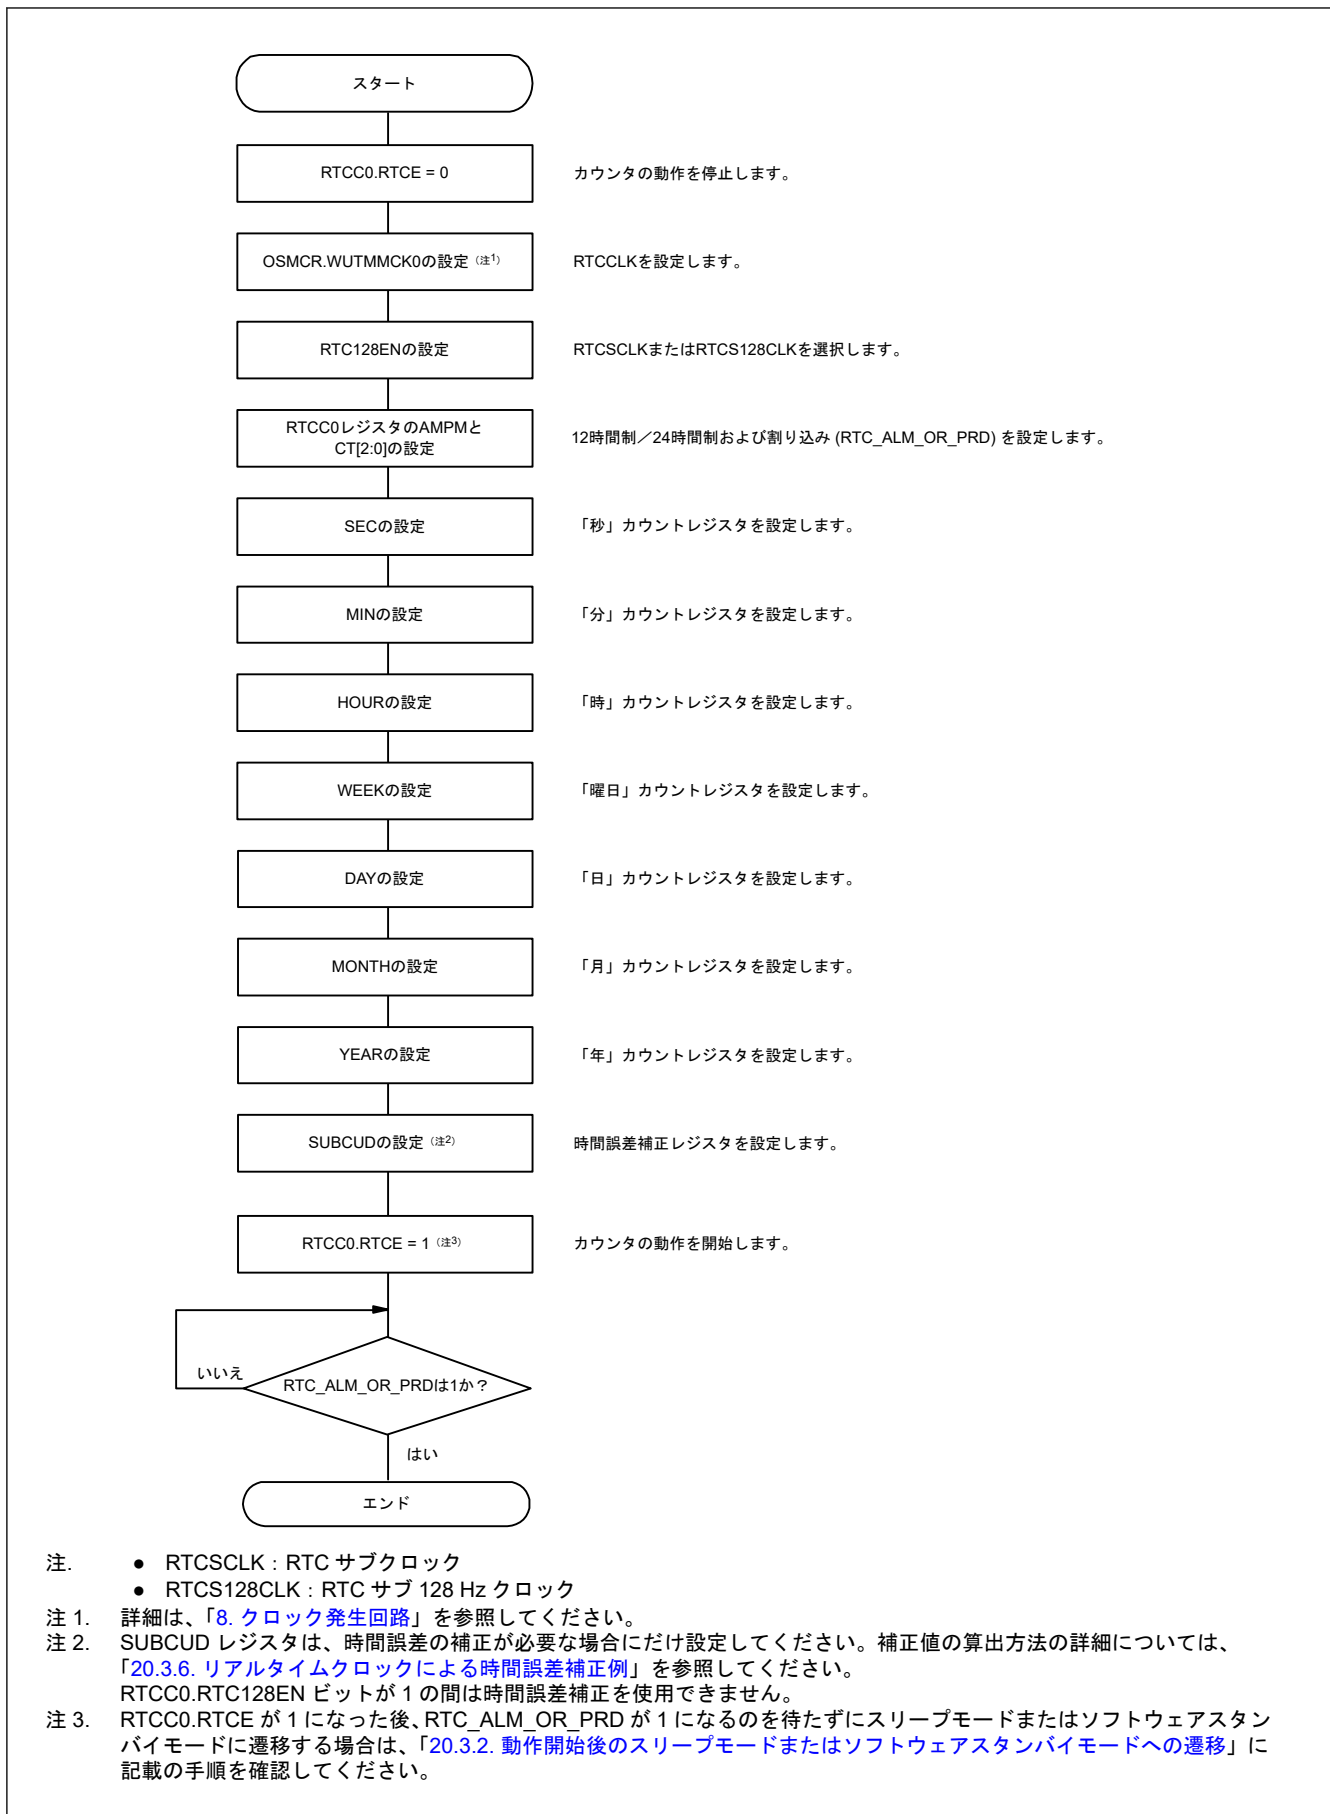 スタート
RTCC0.RTCE = 0
カウンタの動作を停止します。
OSMCR.WUTMMCK0の設定（注1）
RTCCLKを設定します。
RTC128ENの設定
RTCSCLKまたはRTCS128CLKを選択します。
RTCC0レジスタのAMPMと
CT[2:0]の設定
12時間制／24時間制および割り込み (RTC_ALM_OR_PRD) を設定します。
SECの設定
「秒」カウントレジスタを設定します。
MINの設定
「分」カウントレジスタを設定します。
HOURの設定
「時」カウントレジスタを設定します。
WEEKの設定
「曜日」カウントレジスタを設定します。
DAYの設定
「日」カウントレジスタを設定します。
MONTHの設定
「月」カウントレジスタを設定します。
YEARの設定
「年」カウントレジスタを設定します。
SUBCUDの設定（注2）
時間誤差補正レジスタを設定します。
RTCC0.RTCE = 1（注3）
カウンタの動作を開始します。
いいえ
RTC_ALM_OR_PRDは1か？
はい
エンド
注. ● RTCSCLK：RTC サブクロック
● RTCS128CLK：RTC サブ 128 Hz クロック
注 1. 詳細は、「8. クロック発生回路」を参照してください。
注 2. SUBCUD レジスタは、時間誤差の補正が必要な場合にだけ設定してください。補正値の算出方法の詳細については、
「20.3.6. リアルタイムクロックによる時間誤差補正例」を参照してください。
RTCC0.RTC128EN ビットが 1 の間は時間誤差補正を使用できません。
注 3. RTCC0.RTCE が 1 になった後、RTC_ALM_OR_PRD が 1 になるのを待たずにスリープモードまたはソフトウェアスタン
バイモードに遷移する場合は、「20.3.2. 動作開始後のスリープモードまたはソフトウェアスタンバイモードへの遷移」に
記載の手順を確認してください。